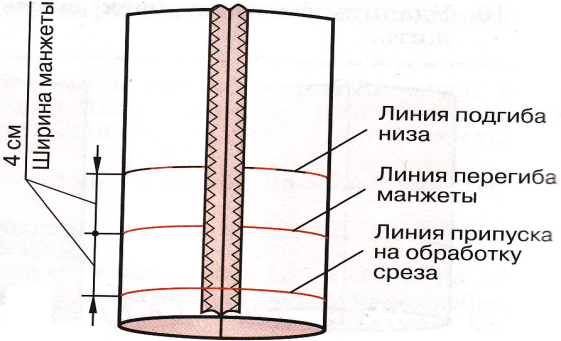 4 см
Ширина манжеты
Линия подгиба
низа
Линия перегиба
манжеты
Линия припуска
на обработку
среза